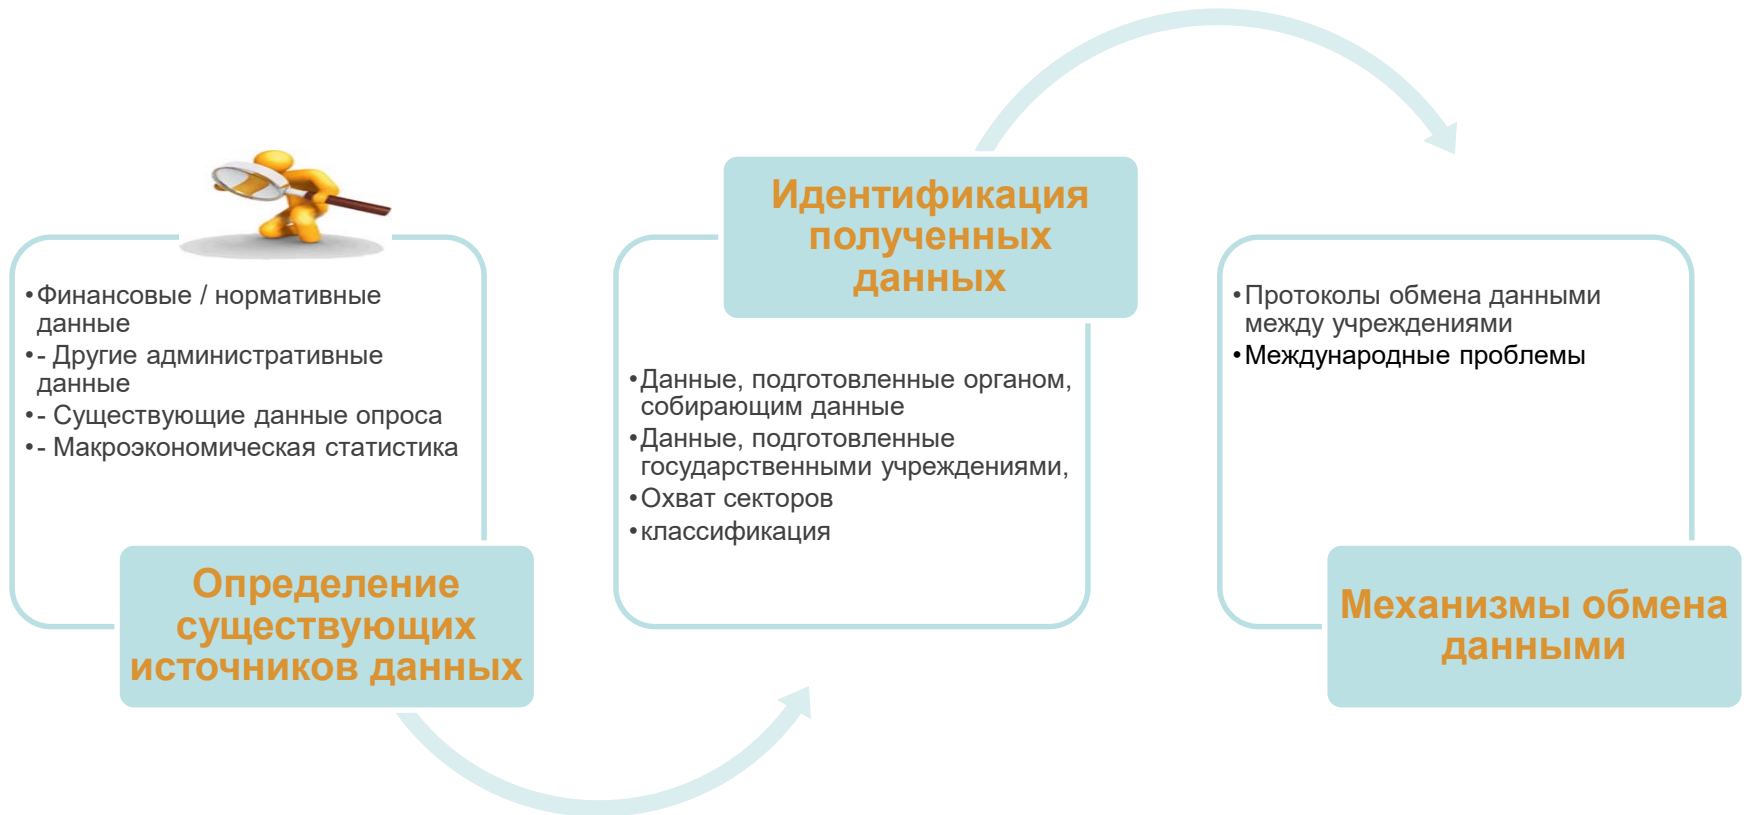 •Финансовые / нормативные
данные
•- Другие административные
данные
•- Существующие данные опроса
•- Макроэкономическая статистика
Определение
существующих
источников данных
Идентификация
полученных
данных
•Данные, подготовленные органом,
собирающим данные
•Данные, подготовленные
государственными учреждениями,
•Охват секторов
•классификация
•Протоколы обмена данными
между учреждениями
•Международные проблемы
Механизмы обмена
данными